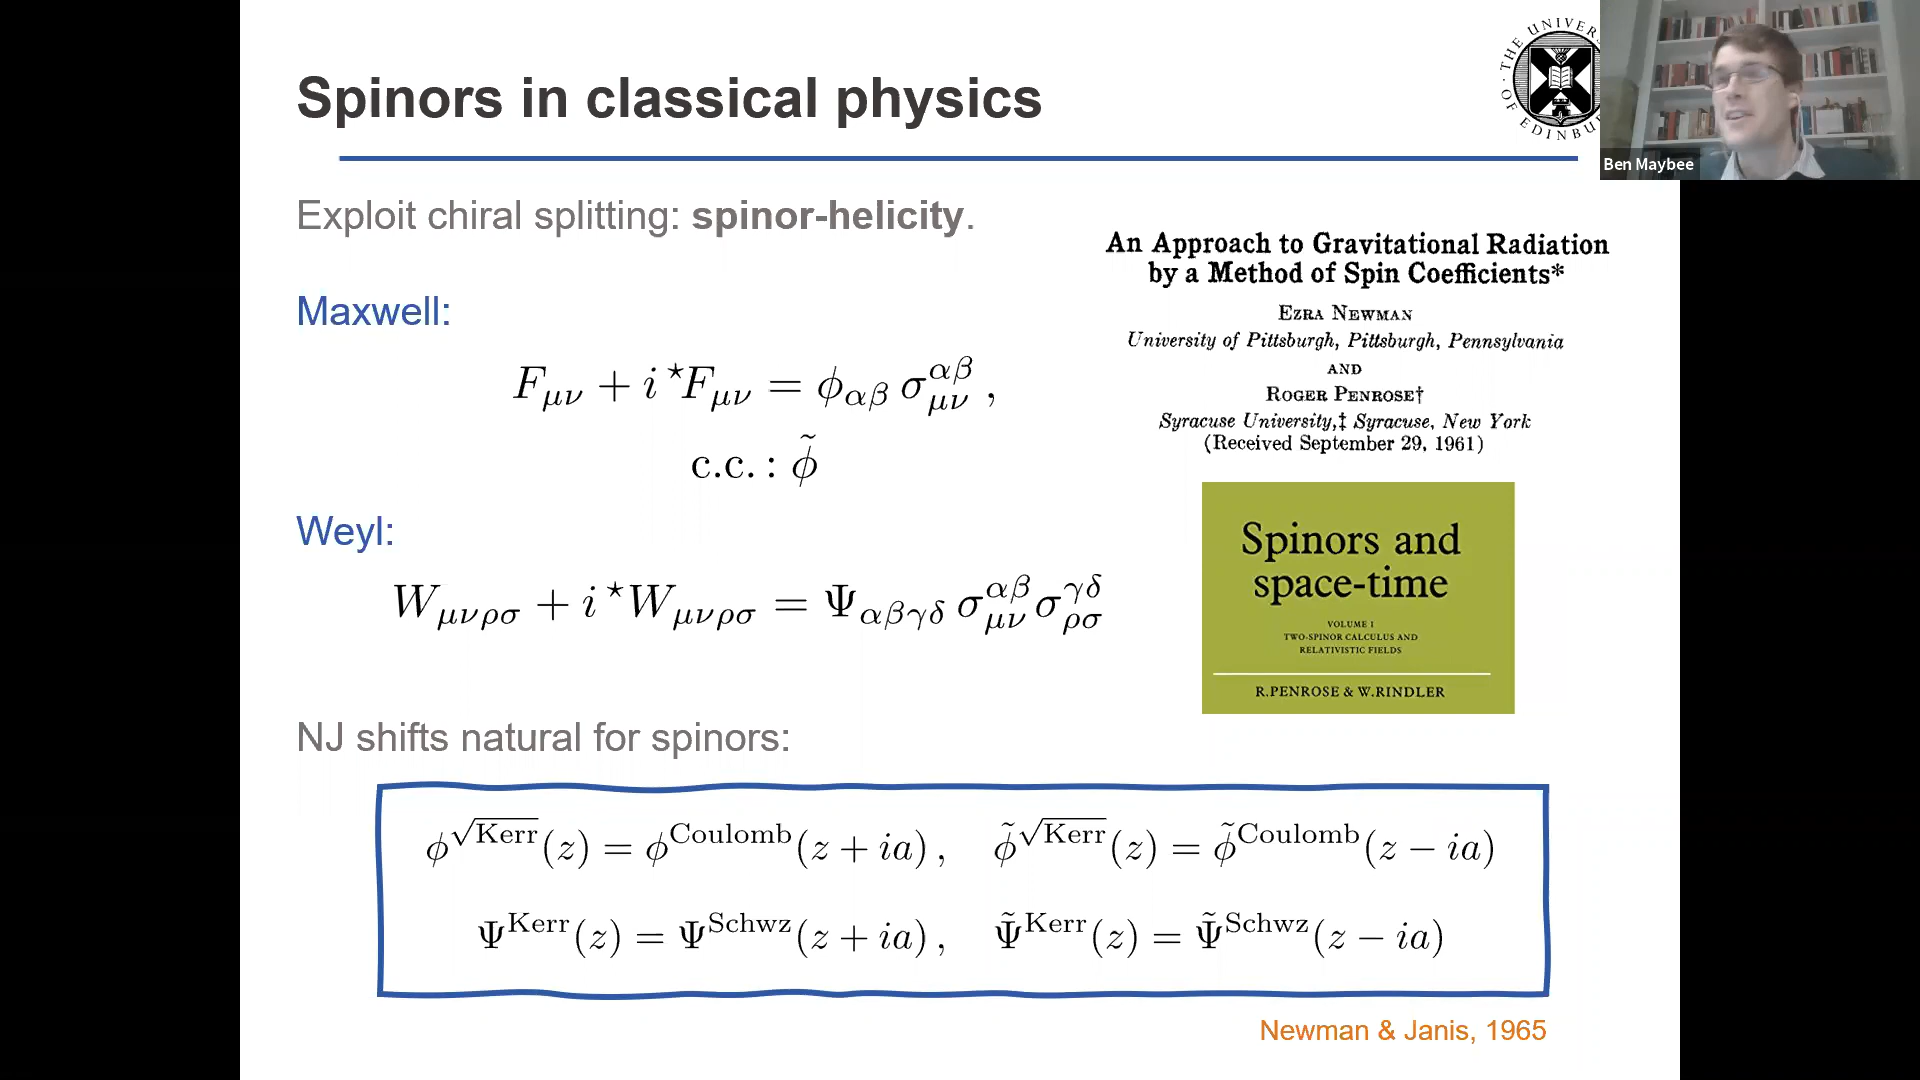 Spinors in classical physics
THE UNIVERS
OF EDINBU
Ben Maybee
Exploit chiral splitting: spinor-helicity.
Maxwell:
F_{μν} + i ⋆F_{μν} = ϕ_{αβ} σ^{αβ}_{μν} ,
c.c. : ϕ̃
Weyl:
W_{μνρσ} + i ⋆W_{μνρσ} = Ψ_{αβγδ} σ^{αβ}_{μν} σ^{γδ}_{ρσ}
An Approach to Gravitational Radiation
by a Method of Spin Coefficients*
EZRA NEWMAN
University of Pittsburgh, Pittsburgh, Pennsylvania
AND
ROGER PENROSE†
Syracuse University,‡ Syracuse, New York
(Received September 29, 1961)
Spinors and
space-time
VOLUME I
TWO-SPINOR CALCULUS AND
RELATIVISTIC FIELDS
R.PENROSE & W.RINDLER
NJ shifts natural for spinors:
ϕ^{√Kerr}(z) = ϕ^{Coulomb}(z + ia) , ϕ̃^{√Kerr}(z) = ϕ̃^{Coulomb}(z − ia)
Ψ^{Kerr}(z) = Ψ^{Schwz}(z + ia) , Ψ̃^{Kerr}(z) = Ψ̃^{Schwz}(z − ia)
Newman & Janis, 1965